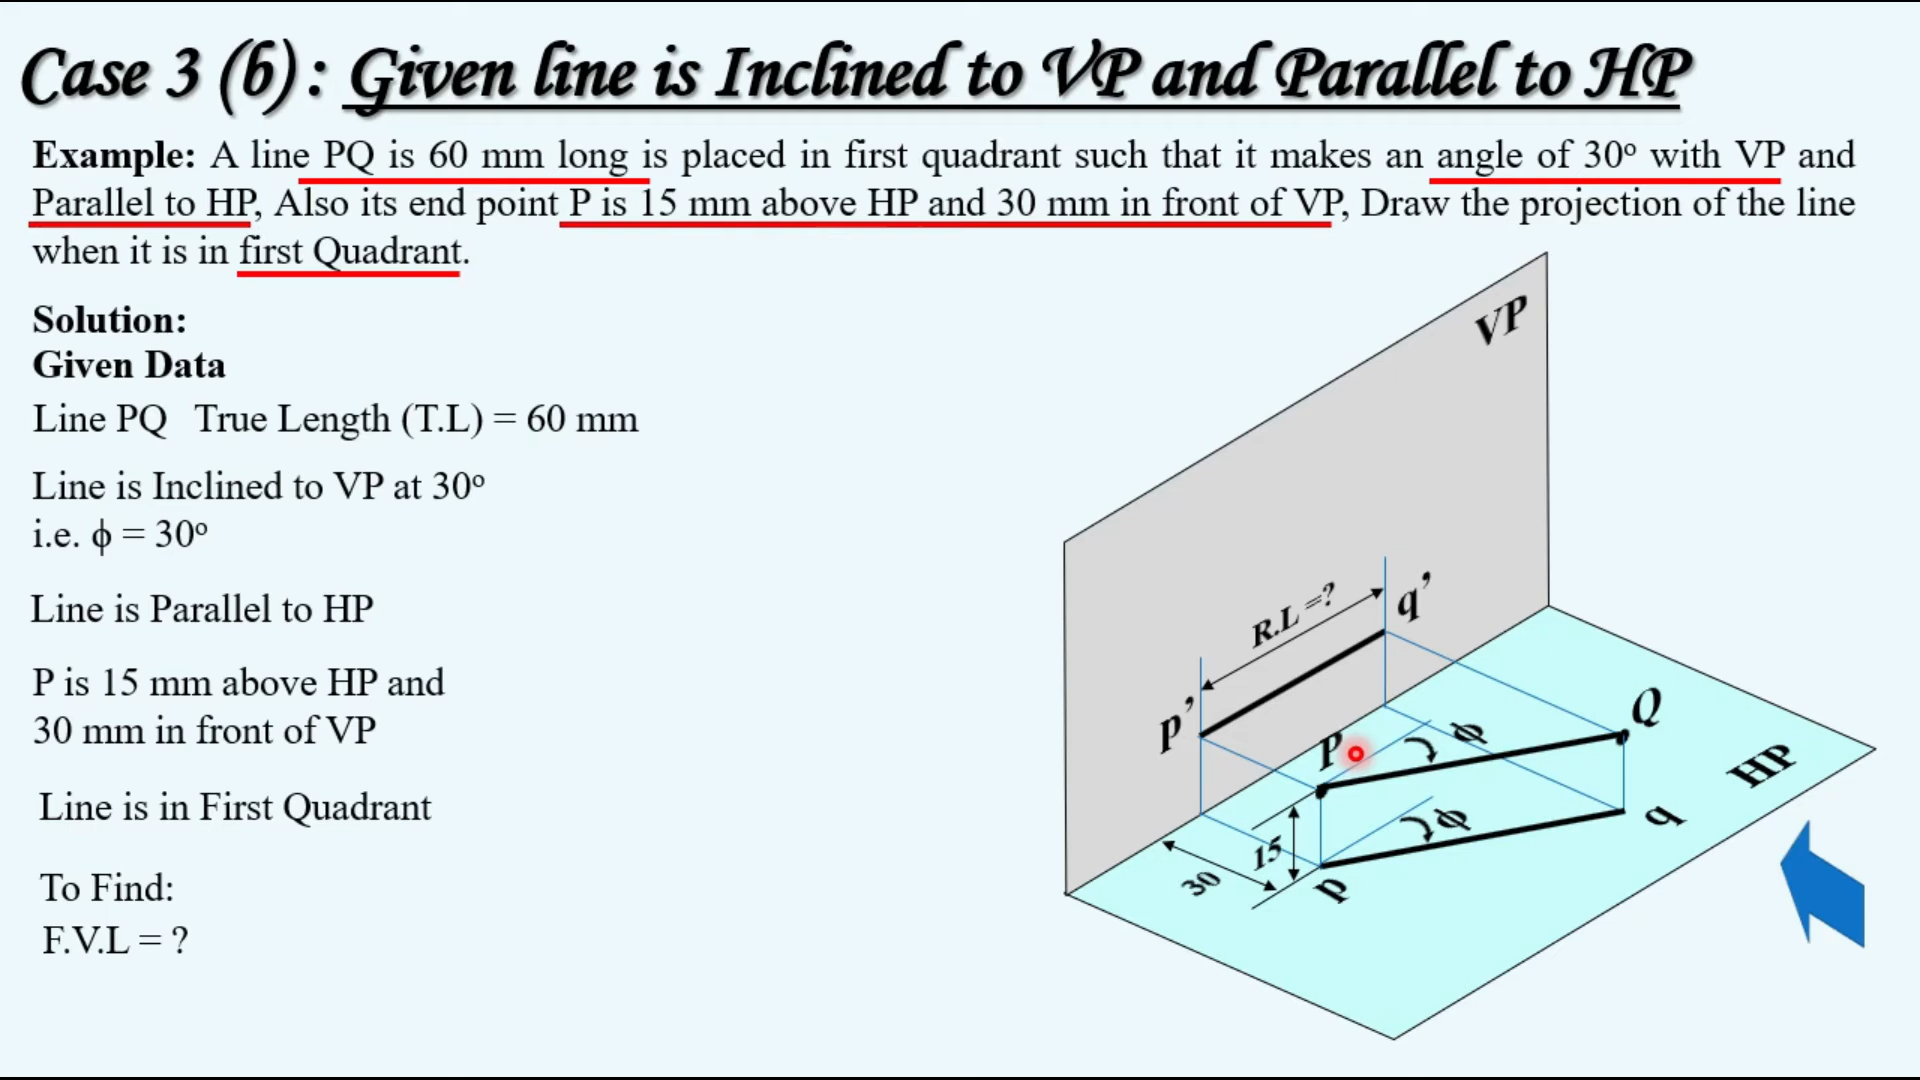 Case 3 (b) : Given line is Inclined to VP and Parallel to HP
Example: A line PQ is 60 mm long is placed in first quadrant such that it makes an angle of 30o with VP and
Parallel to HP, Also its end point P is 15 mm above HP and 30 mm in front of VP, Draw the projection of the line
when it is in first Quadrant.
Solution:
Given Data
Line PQ True Length (T.L) = 60 mm
Line is Inclined to VP at 30o
i.e. ϕ = 30o
Line is Parallel to HP
P is 15 mm above HP and
30 mm in front of VP
Line is in First Quadrant
To Find:
F.V.L = ?
VP
R.L =?
q’
p’
P
ϕ
Q
HP
ϕ
q
15
30
p